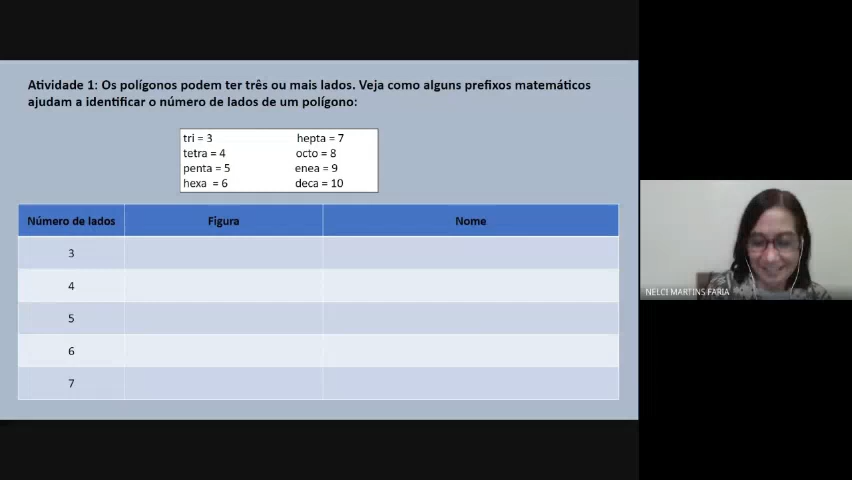 Atividade 1: Os polígonos podem ter três ou mais lados. Veja como alguns prefixos matemáticos
ajudam a identificar o número de lados de um polígono:
tri = 3 hepta = 7
tetra = 4 octo = 8
penta = 5 enea = 9
hexa = 6 deca = 10
Número de lados Figura Nome
3
4
5
6
7
NELCI MARTINS FARIA